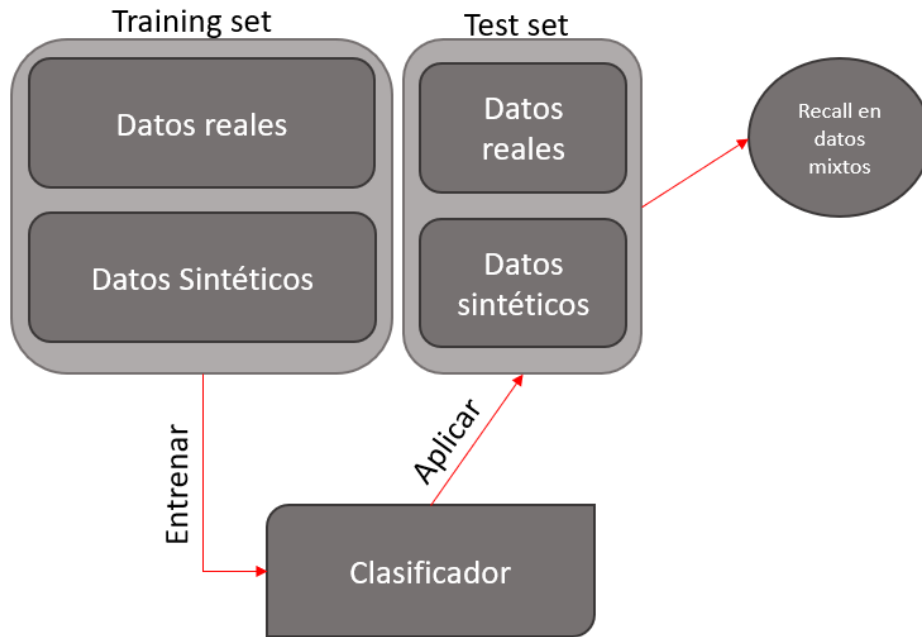 Training set
Test set
Datos reales
Datos
reales
Recall en
datos
mixtos
Datos Sintéticos
Datos
sintéticos
Entrenar
Aplicar
Clasificador